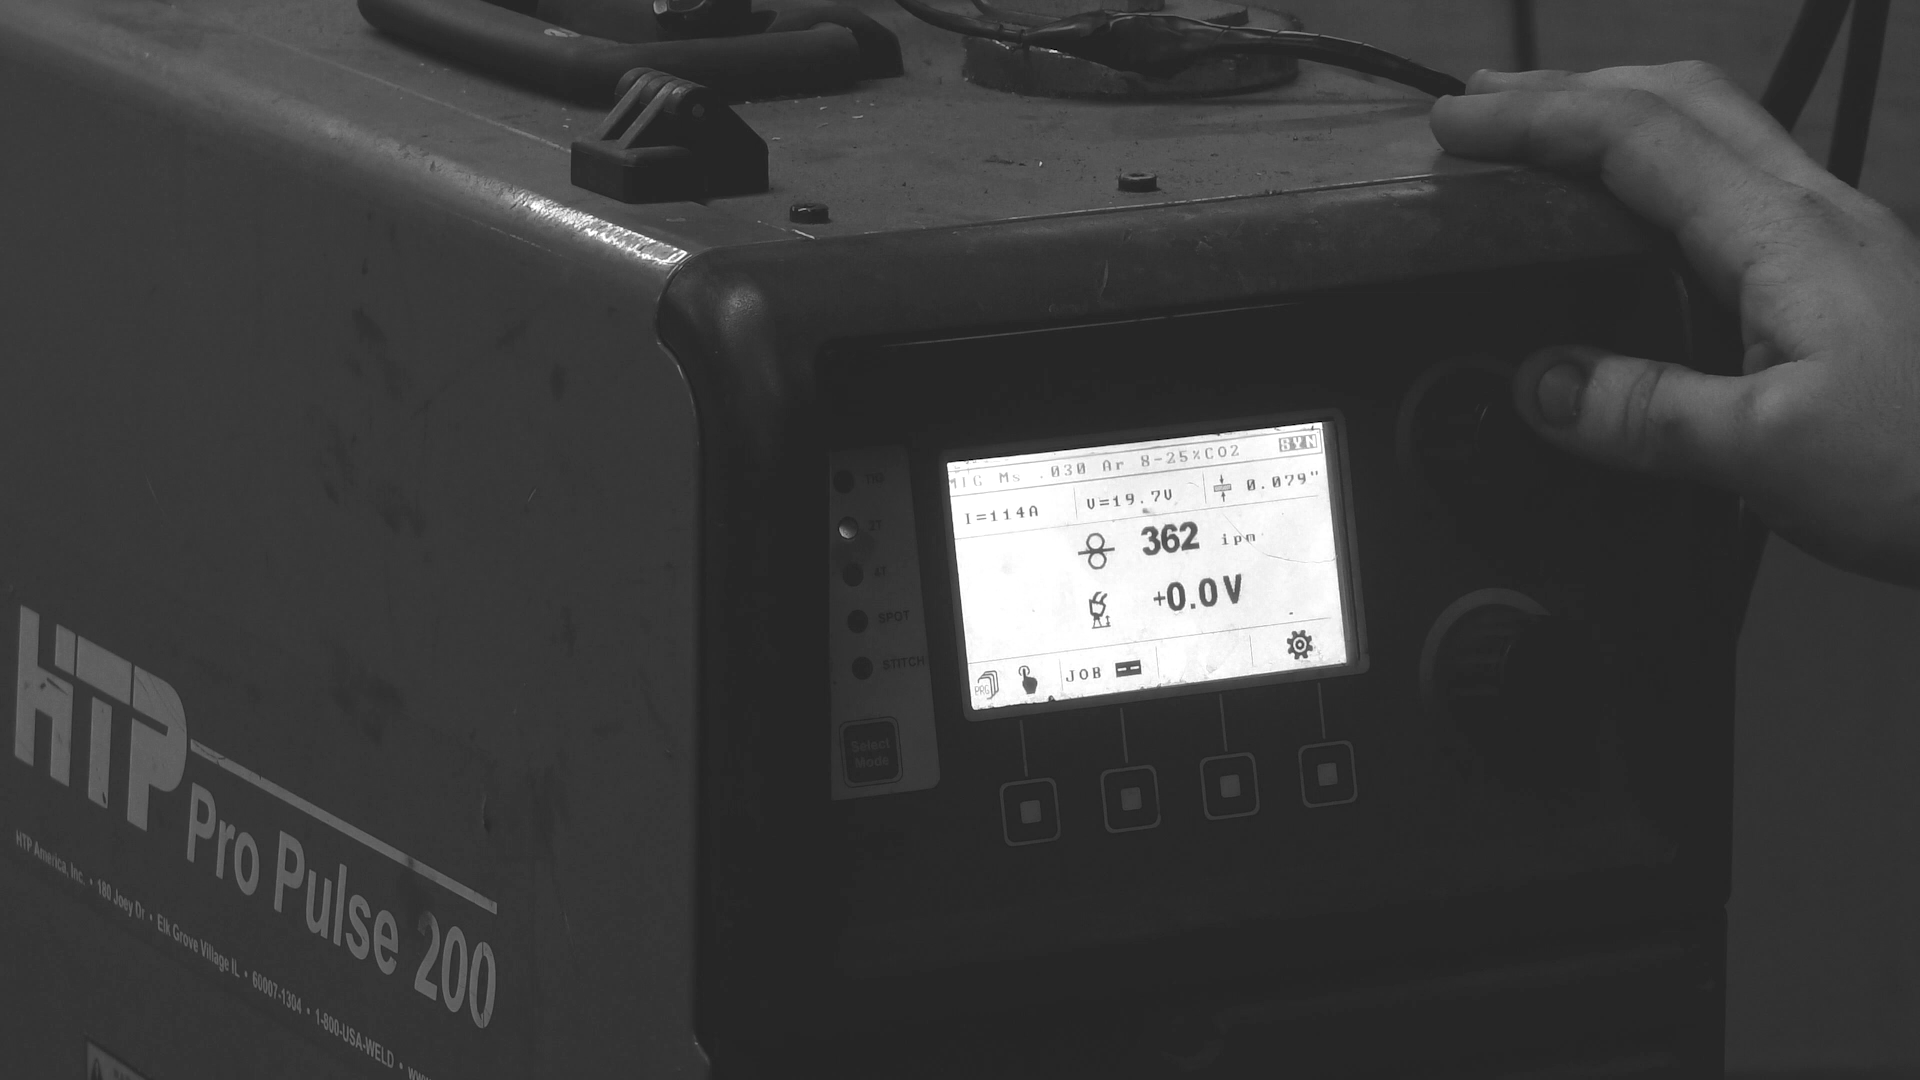 MIG Ms .030 Ar 8-25%CO2 SYN
I=114A V=19.7V 0.079"
362 ipm
+0.0V
PRG JOB --
TIG
2T
4T
SPOT
STITCH
Select
Mode
HTP
Pro Pulse 200
HTP America, Inc. • 180 Joey Dr • Elk Grove Village IL • 60007-1304 • 1-800-USA-WELD • www